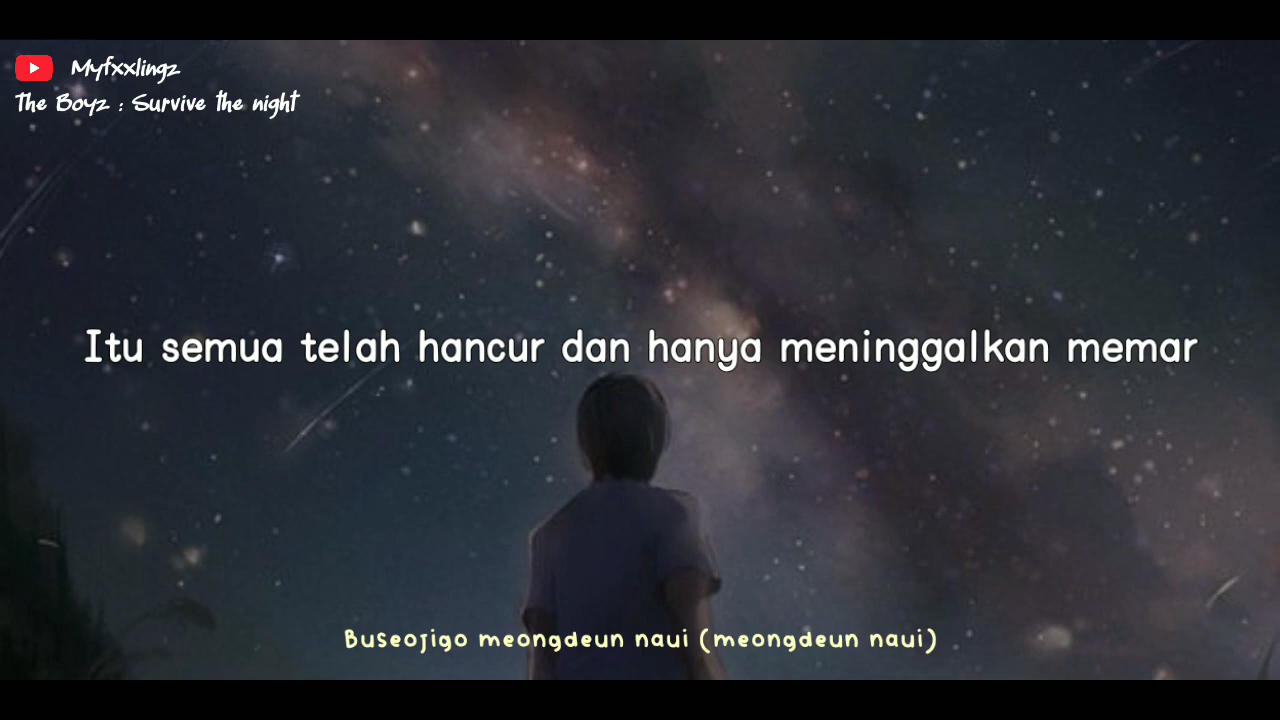 Myfxxlingz
The Boyz : Survive the night
Itu semua telah hancur dan hanya meninggalkan memar
Buseojigo meongdeun naui (meongdeun naui)